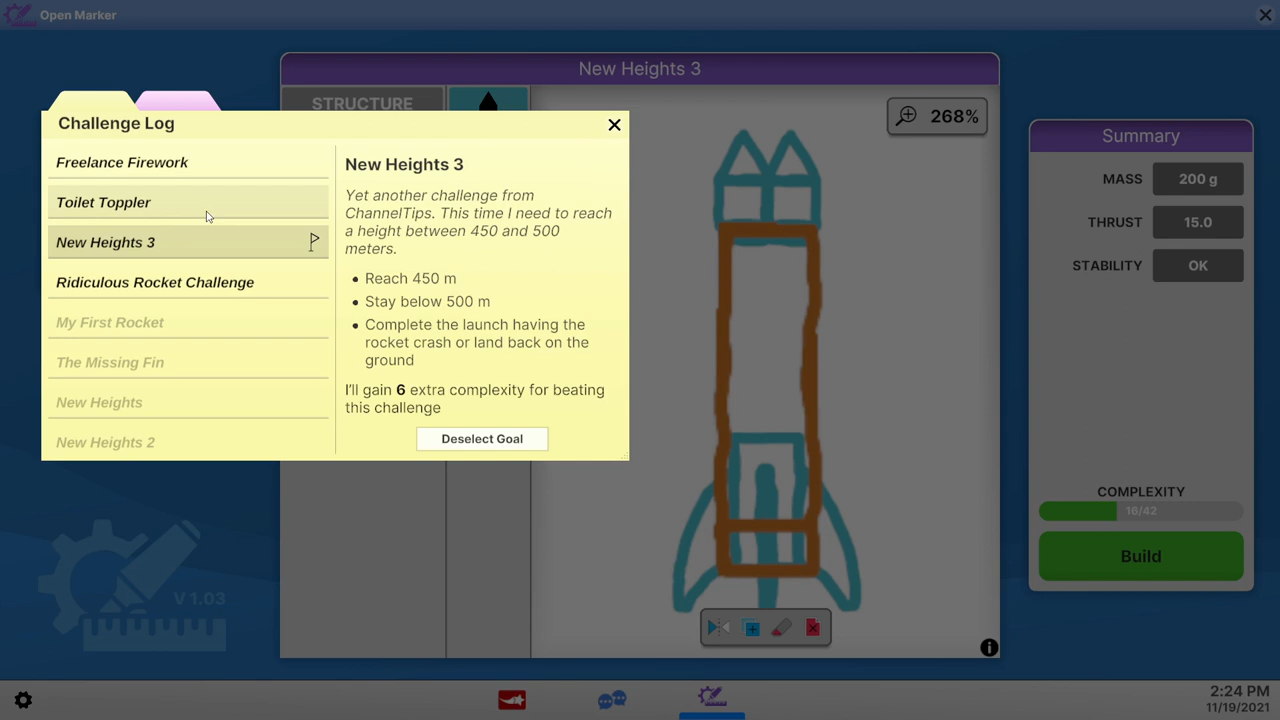 Open Marker
New Heights 3
STRUCTURE
268%
Challenge Log
Freelance Firework
Toilet Toppler
New Heights 3
Ridiculous Rocket Challenge
My First Rocket
The Missing Fin
New Heights
New Heights 2
New Heights 3
Yet another challenge from
ChannelTips. This time I need to reach
a height between 450 and 500
meters.
Reach 450 m
Stay below 500 m
Complete the launch having the
rocket crash or land back on the
ground
I'll gain 6 extra complexity for beating
this challenge
Deselect Goal
Summary
MASS 200 g
THRUST 15.0
STABILITY OK
COMPLEXITY
16/42
Build
V 1.03
2:24 PM
11/19/2021